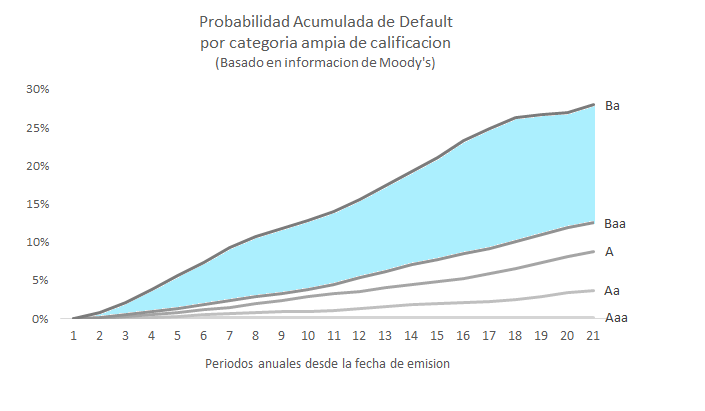 Probabilidad Acumulada de Default
por categoria ampia de calificacion
(Basado en informacion de Moody's)
30%
25%
20%
15%
10%
5%
0%
Ba
Baa
A
Aa
Aaa
1 2 3 4 5 6 7 8 9 10 11 12 13 14 15 16 17 18 19 20 21
Periodos anuales desde la fecha de emision